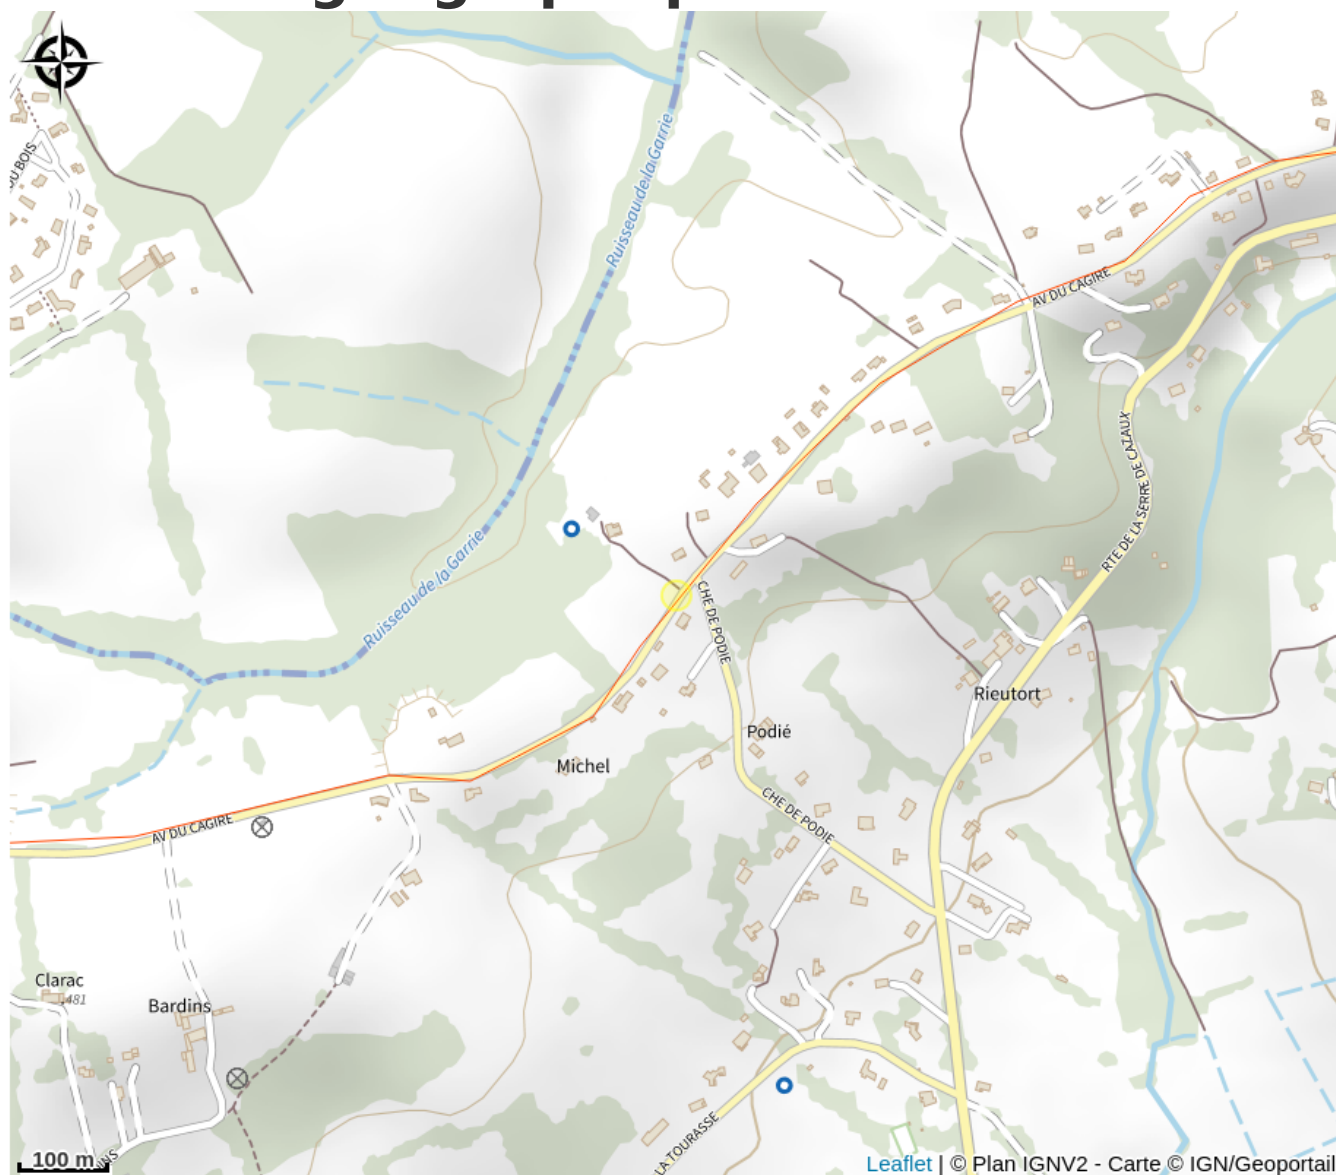 DU BOIS
Ruisseau de la Garrie
AV DU CAGIRE
RTE DE LA SERRE DE CAZAUX
Ruisseau de la Garrie
CHE DE PODIE
Rieutort
Podié
Michel
CHE DE PODIE
AV DU CAGIRE
Clarac
481
Bardins
LA TOURASSE
100 m
Leaflet | © Plan IGNV2 - Carte © IGN/Geoportail